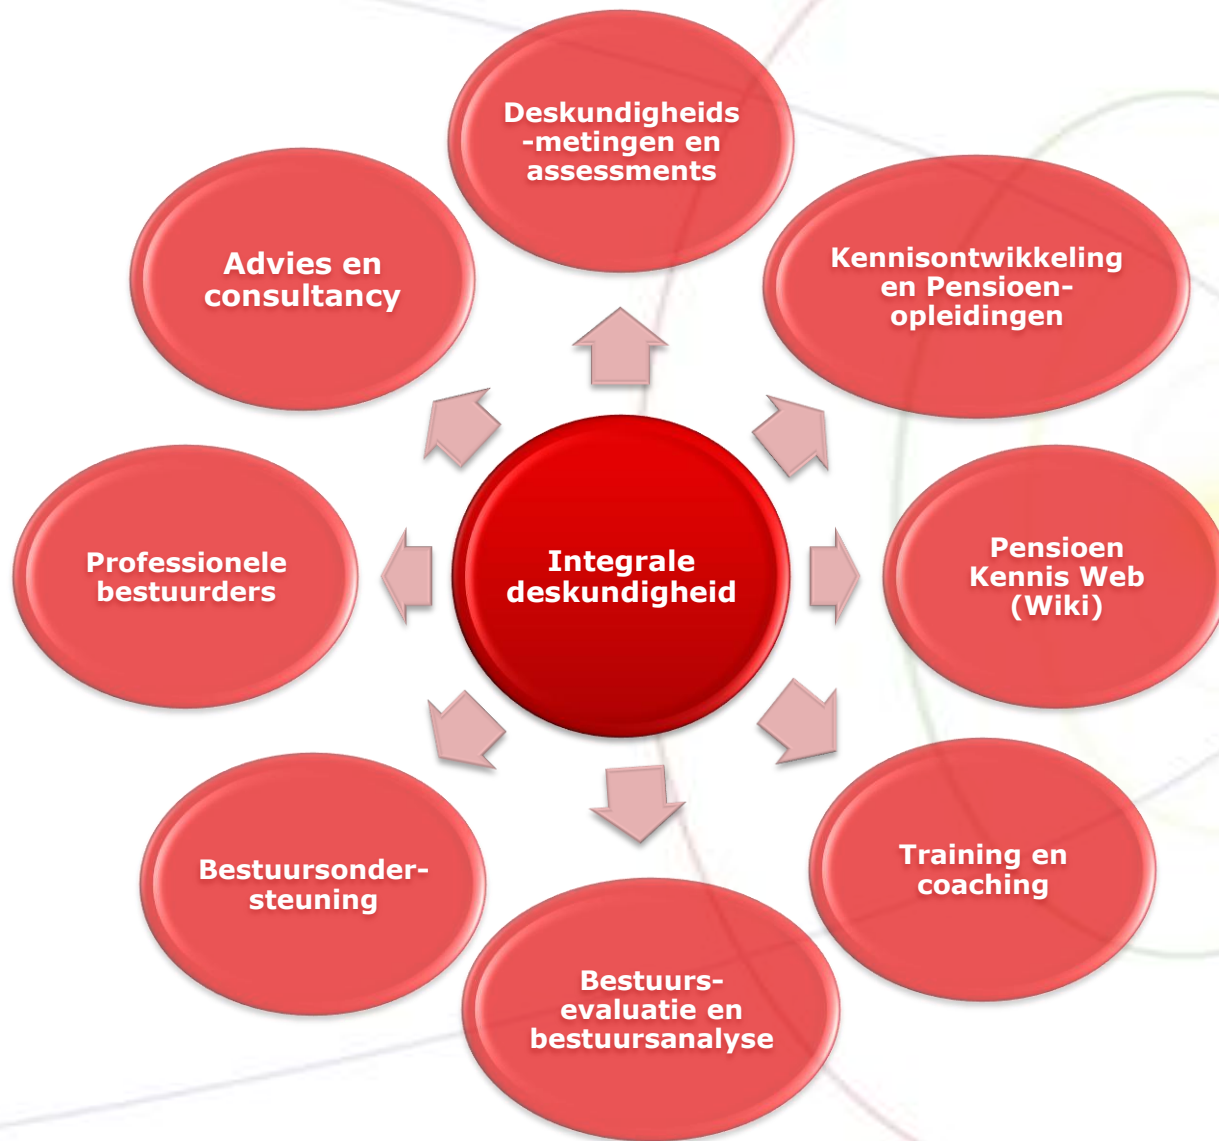 Deskundigheids
-metingen en
assessments
Kennisontwikkeling
en Pensioen-
opleidingen
Pensioen
Kennis Web
(Wiki)
Training en
coaching
Bestuurs-
evaluatie en
bestuursanalyse
Bestuursonder-
steuning
Professionele
bestuurders
Advies en
consultancy
Integrale
deskundigheid